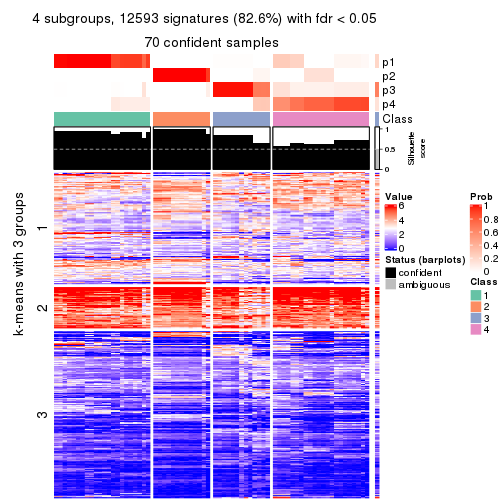 4 subgroups, 12593 signatures (82.6%) with fdr < 0.05
70 confident samples
p1
p2
p3
p4
Class
1
0.5
0
Silhouette
score
k-means with 3 groups
1
2
3
Value
6
4
2
0
Status (barplots)
confident
ambiguous
Prob
1
0.8
0.6
0.4
0.2
0
Class
1
2
3
4